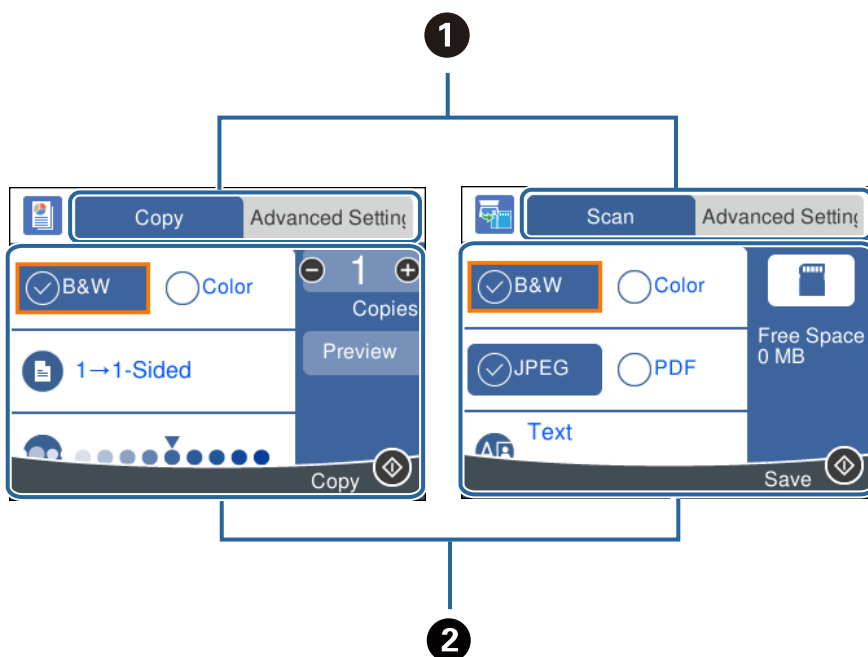 1
Copy Advanced Setting
B&W Color
1
Copies
1→1-Sided
Preview
Copy
Scan Advanced Setting
B&W Color
JPEG PDF
Free Space
0 MB
Text
A
Save
2